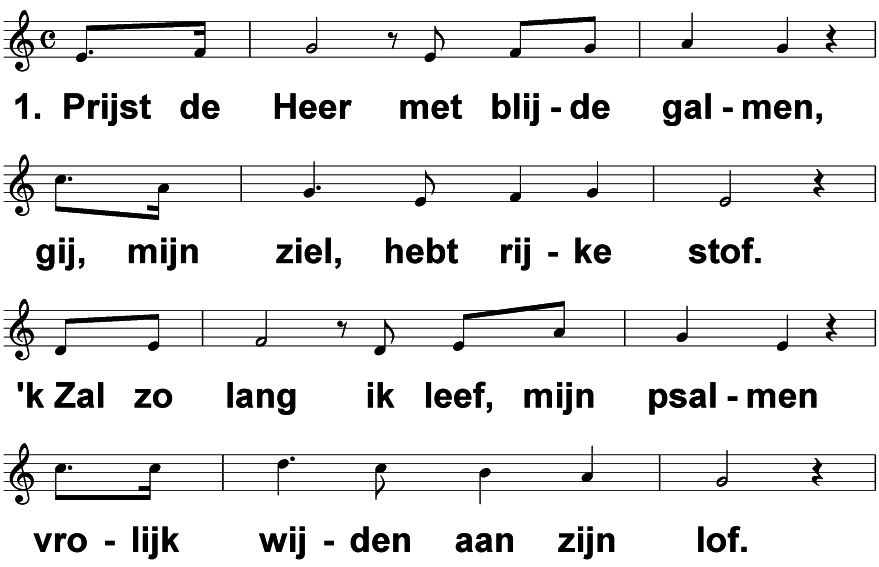 1. Prijst de Heer met blij - de gal - men,
gij, mijn ziel, hebt rij - ke stof.
'k Zal zo lang ik leef, mijn psal - men
vro - lijk wij - den aan zijn lof.